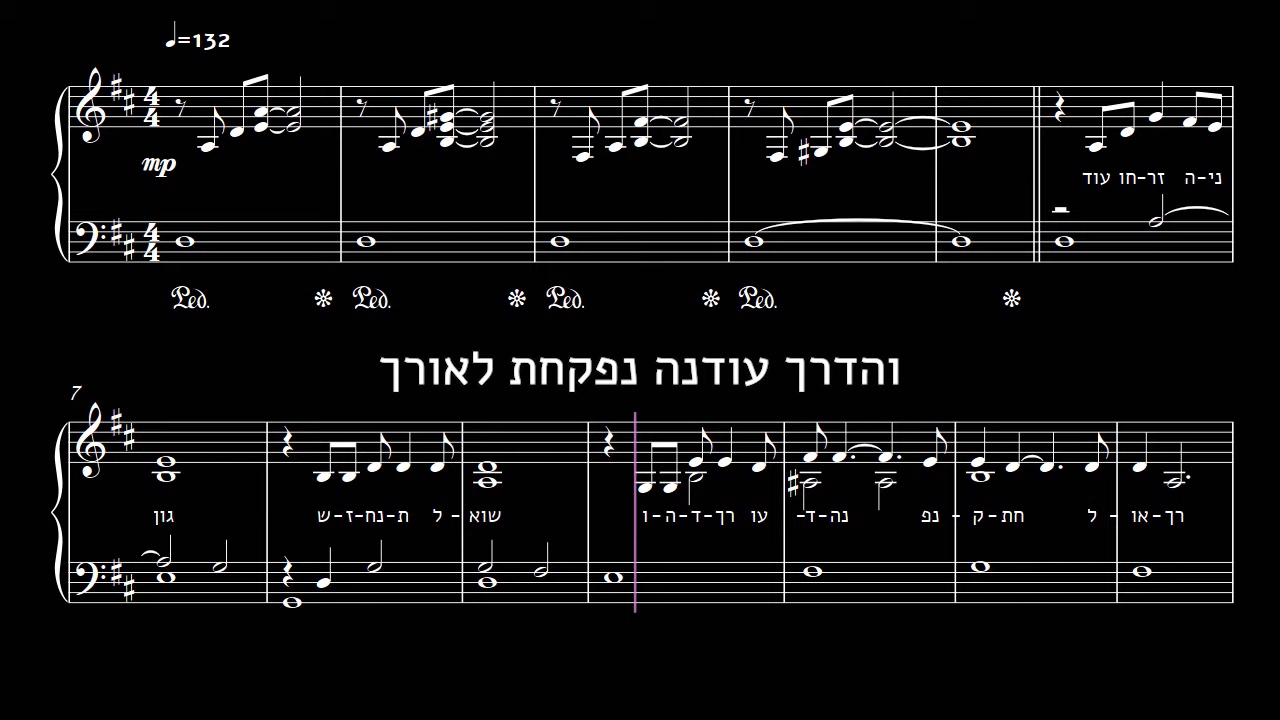 ♩=132
mp
עוד זר-חו ני-ה
Ped. Ped. Ped. Ped.
והדרך עודנה נפקחת לאורך
7
גון ש-ז-נח-ת ל-שוא ו-ה-ד-רך עו-ד-נה נפ-ק-חת ל-או-רך